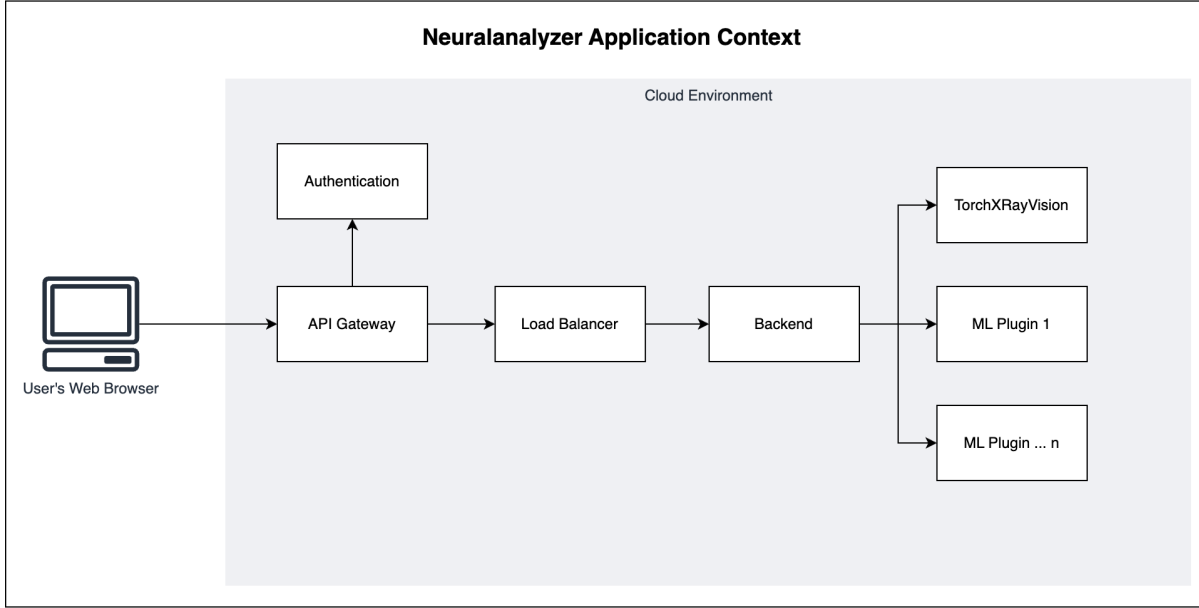 Neuralanalyzer Application Context
Cloud Environment
Authentication
TorchXRayVision
API Gateway
Load Balancer
Backend
ML Plugin 1
User's Web Browser
ML Plugin ... n